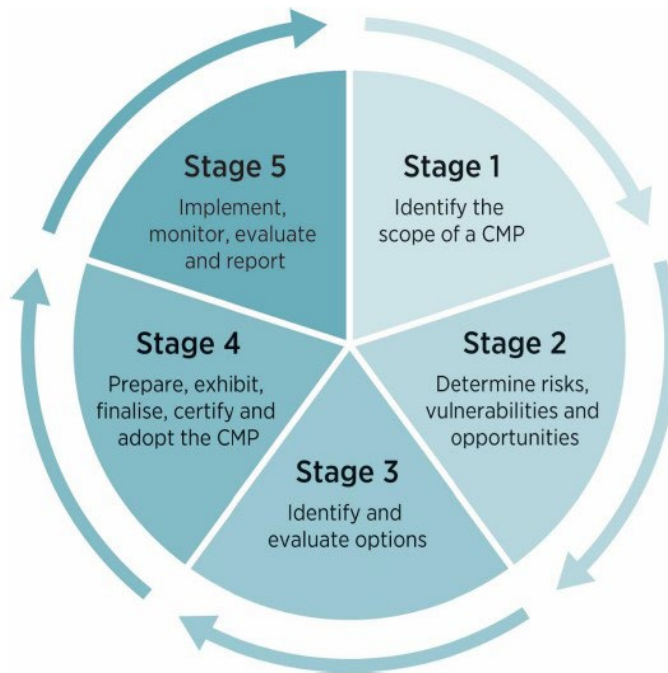 Stage 1
Identify the
scope of a CMP
Stage 2
Determine risks,
vulnerabilities and
opportunities
Stage 3
Identify and
evaluate options
Stage 4
Prepare, exhibit,
finalise, certify and
adopt the CMP
Stage 5
Implement,
monitor, evaluate
and report